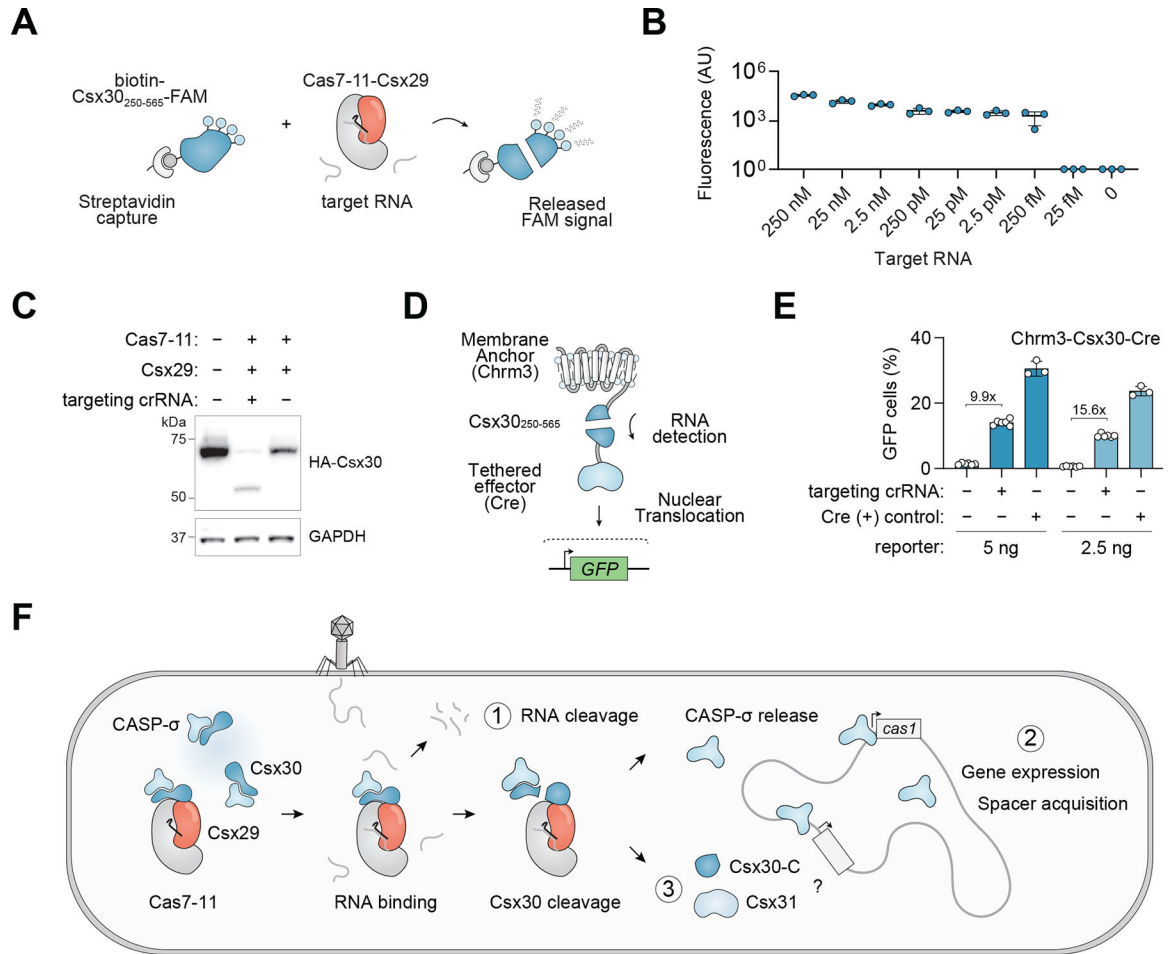 A
biotin-
Csx30250-565-FAM
+
Cas7-11-Csx29
Streptavidin
capture
target RNA
Released
FAM signal
B
Fluorescence (AU)
10⁶
10³
10⁰
250 nM
25 nM
2.5 nM
250 pM
25 pM
2.5 pM
250 fM
25 fM
0
Target RNA
C
Cas7-11: – + +
Csx29: – + +
targeting crRNA: – + –
kDa
75
50
HA-Csx30
37
GAPDH
D
Membrane
Anchor
(Chrm3)
Csx30250-565
RNA
detection
Tethered
effector
(Cre)
Nuclear
Translocation
GFP
E
Chrm3-Csx30-Cre
GFP cells (%)
40
20
0
9.9x
15.6x
targeting crRNA: – + – – + –
Cre (+) control: – – + – – +
reporter: 5 ng 2.5 ng
F
CASP-σ
Csx30
Csx29
Cas7-11
RNA binding
1 RNA cleavage
Csx30 cleavage
CASP-σ release
cas1
2
Gene expression
Spacer acquisition
?
3
Csx30-C
Csx31